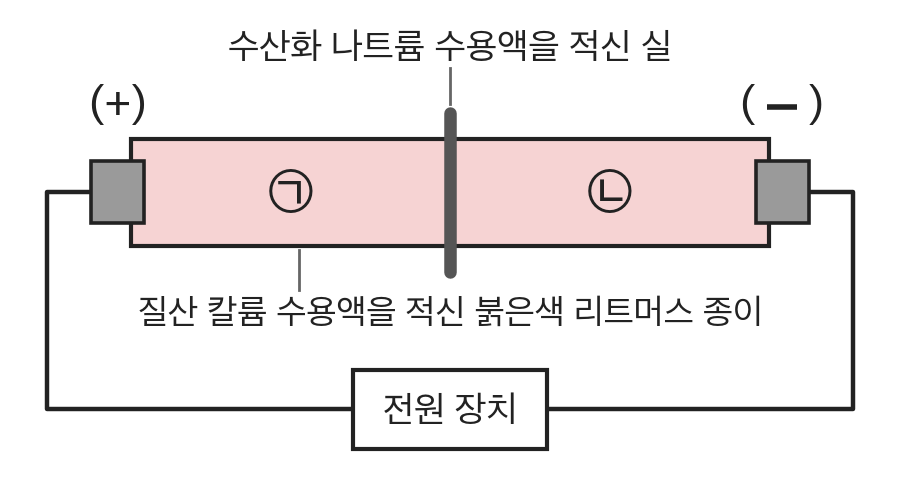 수산화 나트륨 수용액을 적신 실
(+)
(−)
㉠
㉡
질산 칼륨 수용액을 적신 붉은색 리트머스 종이
전원 장치